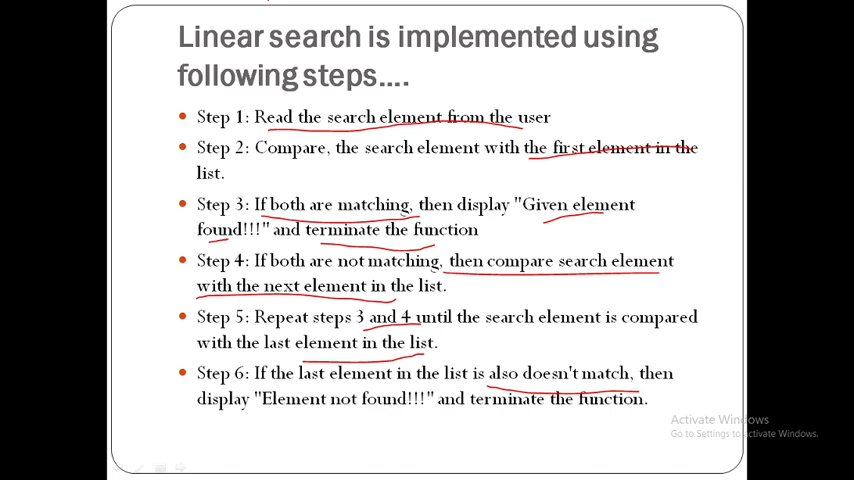 Linear search is implemented using
following steps....
• Step 1: Read the search element from the user
• Step 2: Compare, the search element with the first element in the
list.
• Step 3: If both are matching, then display "Given element
found!!!" and terminate the function
• Step 4: If both are not matching, then compare search element
with the next element in the list.
• Step 5: Repeat steps 3 and 4 until the search element is compared
with the last element in the list.
• Step 6: If the last element in the list is also doesn't match, then
display "Element not found!!!" and terminate the function.
Activate Windows
Go to Settings to activate Windows.